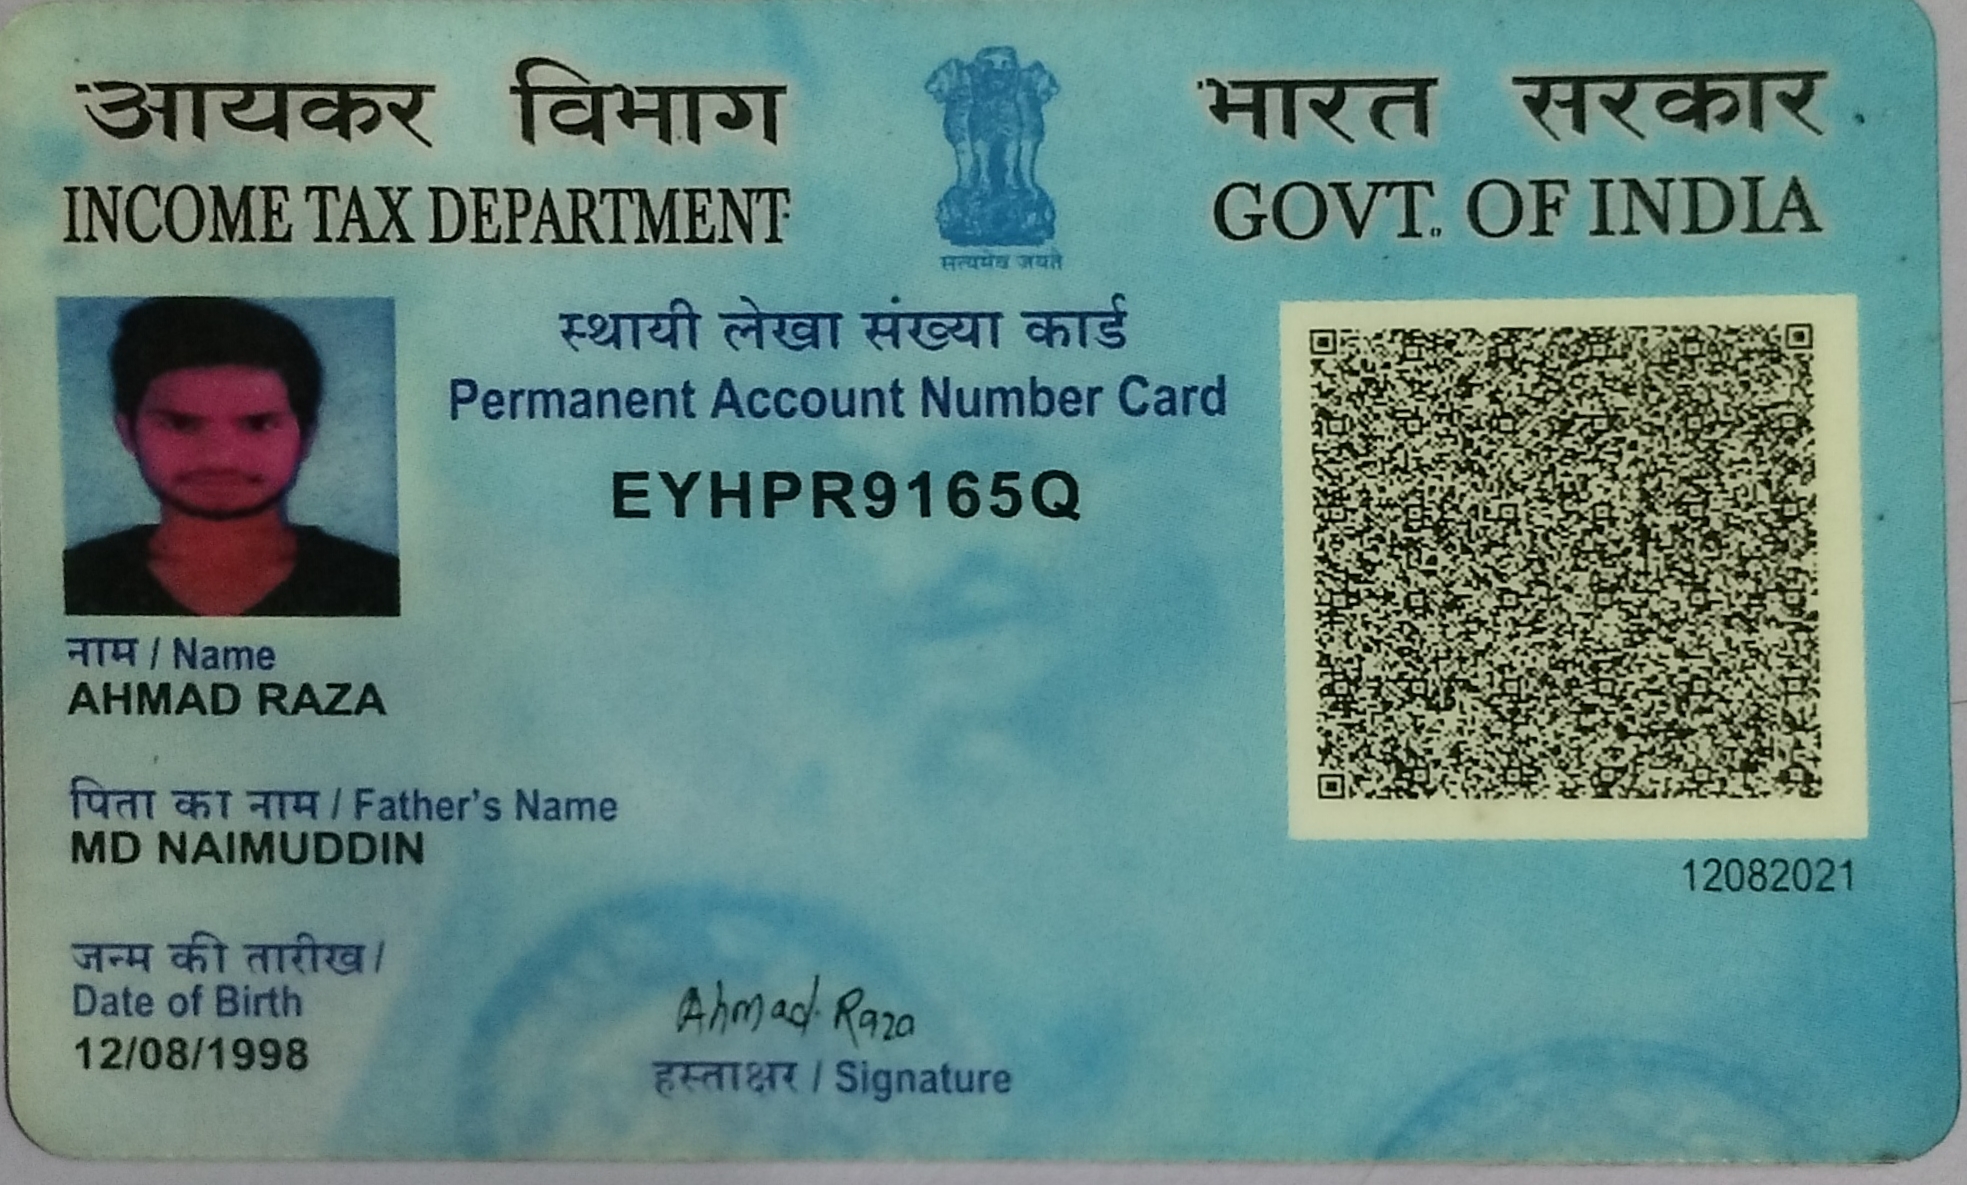 आयकर विभाग
INCOME TAX DEPARTMENT
सत्यमेव जयते
भारत सरकार
GOVT. OF INDIA
स्थायी लेखा संख्या कार्ड
Permanent Account Number Card
EYHPR9165Q
नाम / Name
AHMAD RAZA
पिता का नाम / Father's Name
MD NAIMUDDIN
12082021
जन्म की तारीख /
Date of Birth
12/08/1998
Ahmad Raza
हस्ताक्षर / Signature